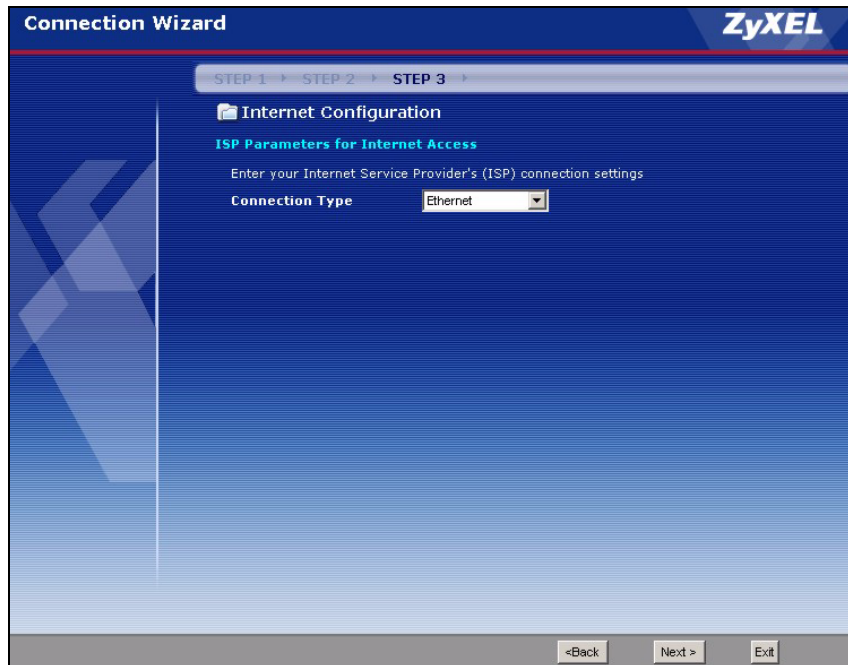 Connection Wizard
ZyXEL
STEP 1 STEP 2 STEP 3
Internet Configuration
ISP Parameters for Internet Access
Enter your Internet Service Provider's (ISP) connection settings
Connection Type Ethernet
<Back Next > Exit